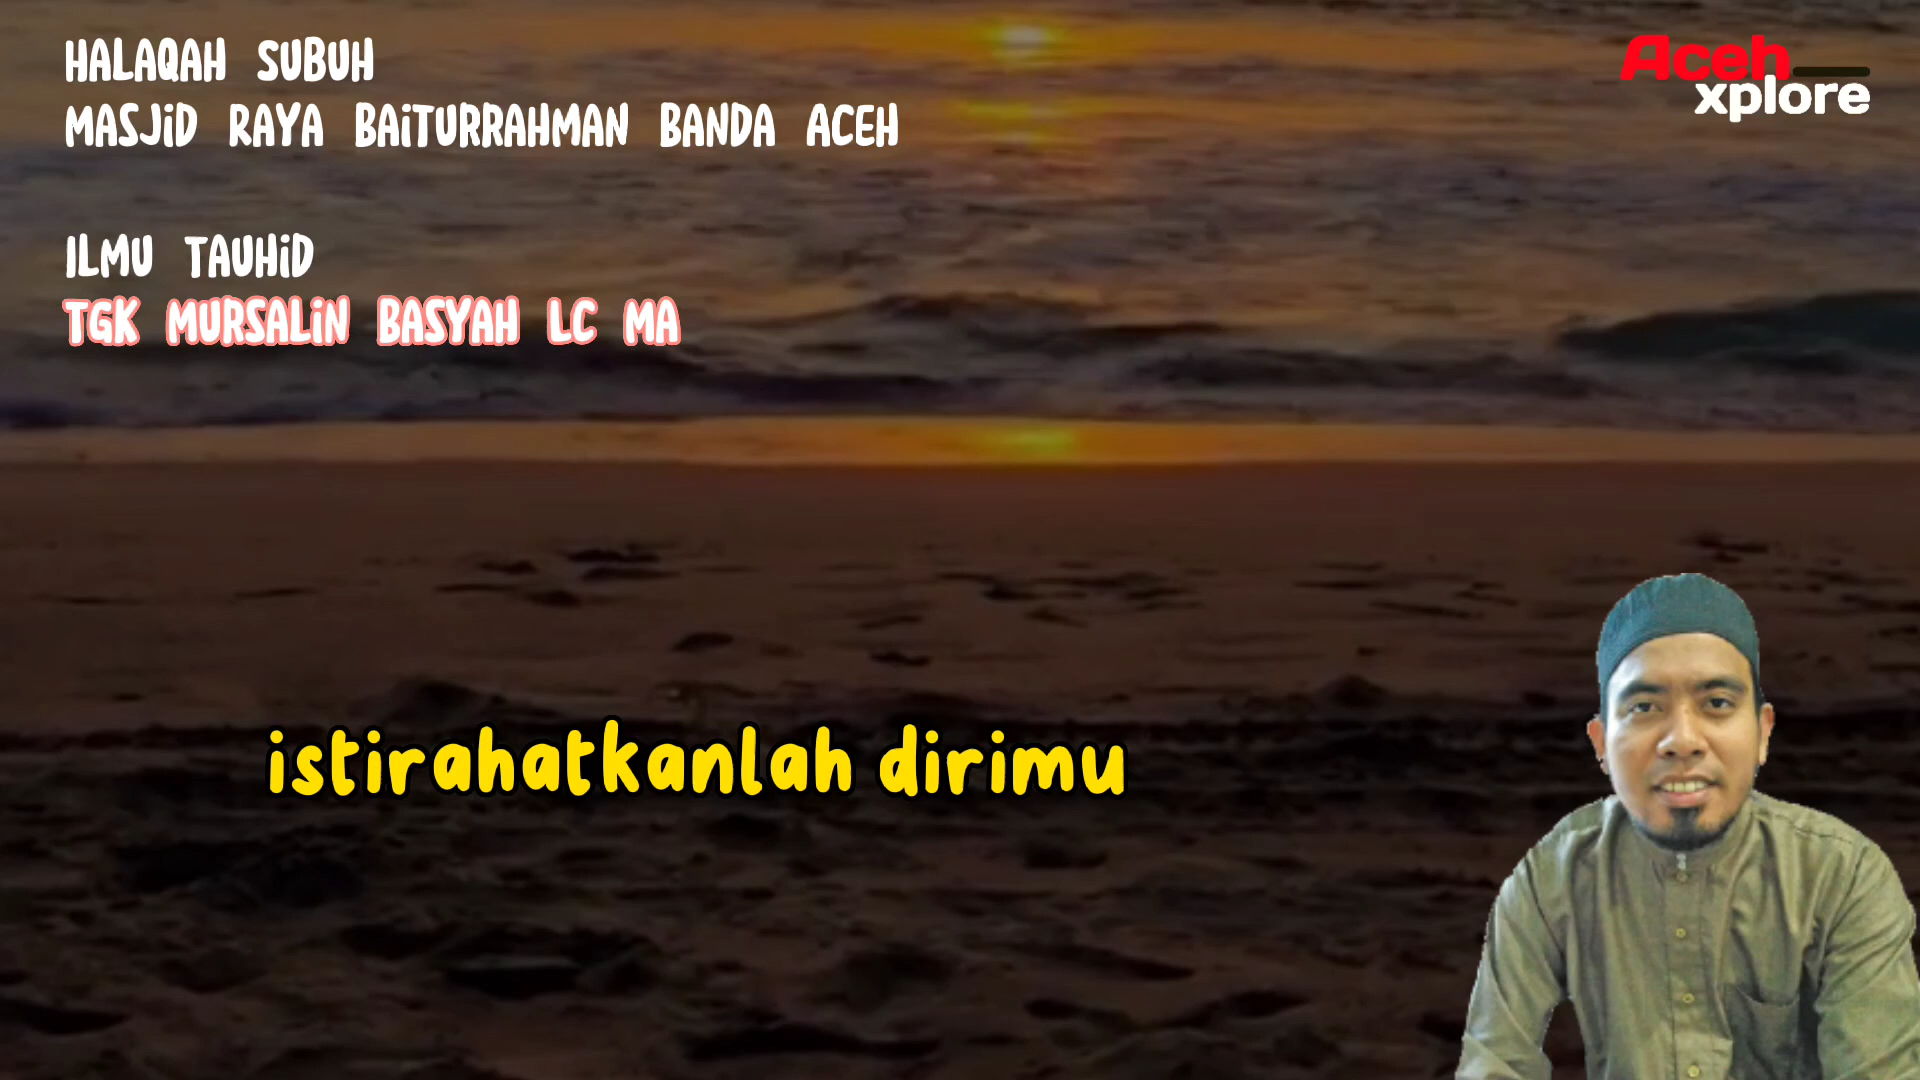 HALAQAH SUBUH
MASJiD RAYA BAiTURRAHMAN BANDA ACEH
ILMU TAUHiD
TGK MURSALiN BASYAH LC MA
Aceh
xplore
istirahatkanlah dirimu